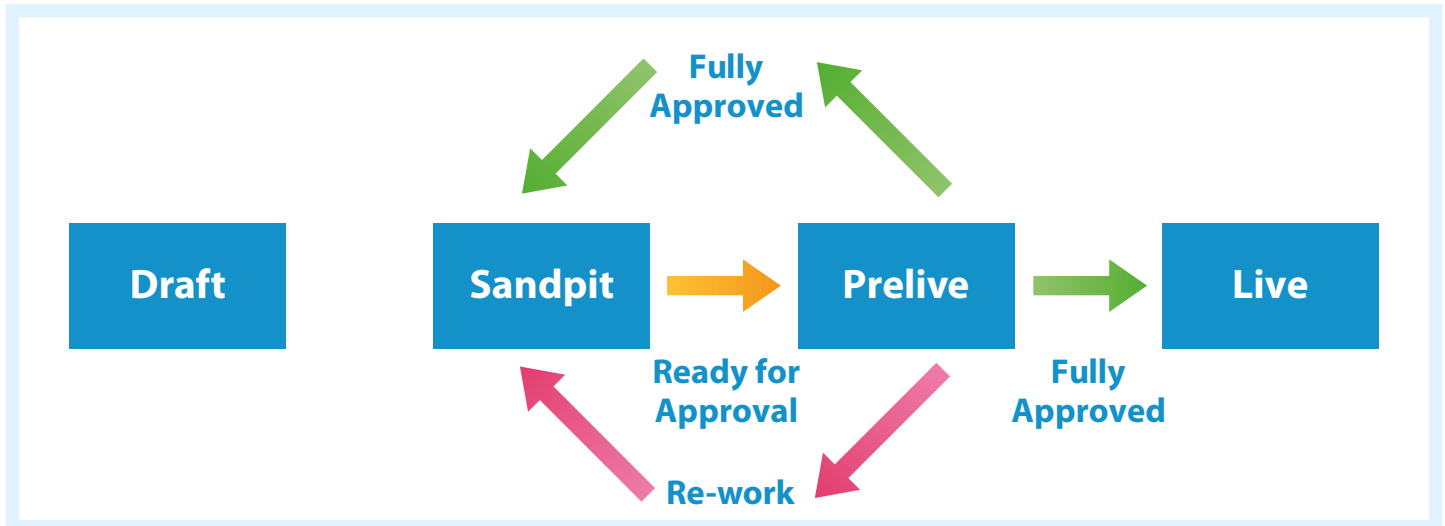 Fully
Approved
Draft
Sandpit
Prelive
Live
Ready for
Approval
Fully
Approved
Re-work